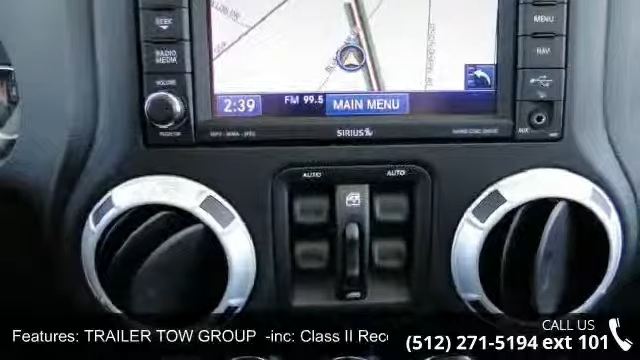 SEEK
MENU
RADIO
MEDIA
NAV
VOLUME
2:39
FM 99.5
MAIN MENU
SIRIUS
AUX
AUTO
AUTO
CALL US
Features: TRAILER TOW GROUP -inc: Class II Rec
(512) 271-5194 ext 101